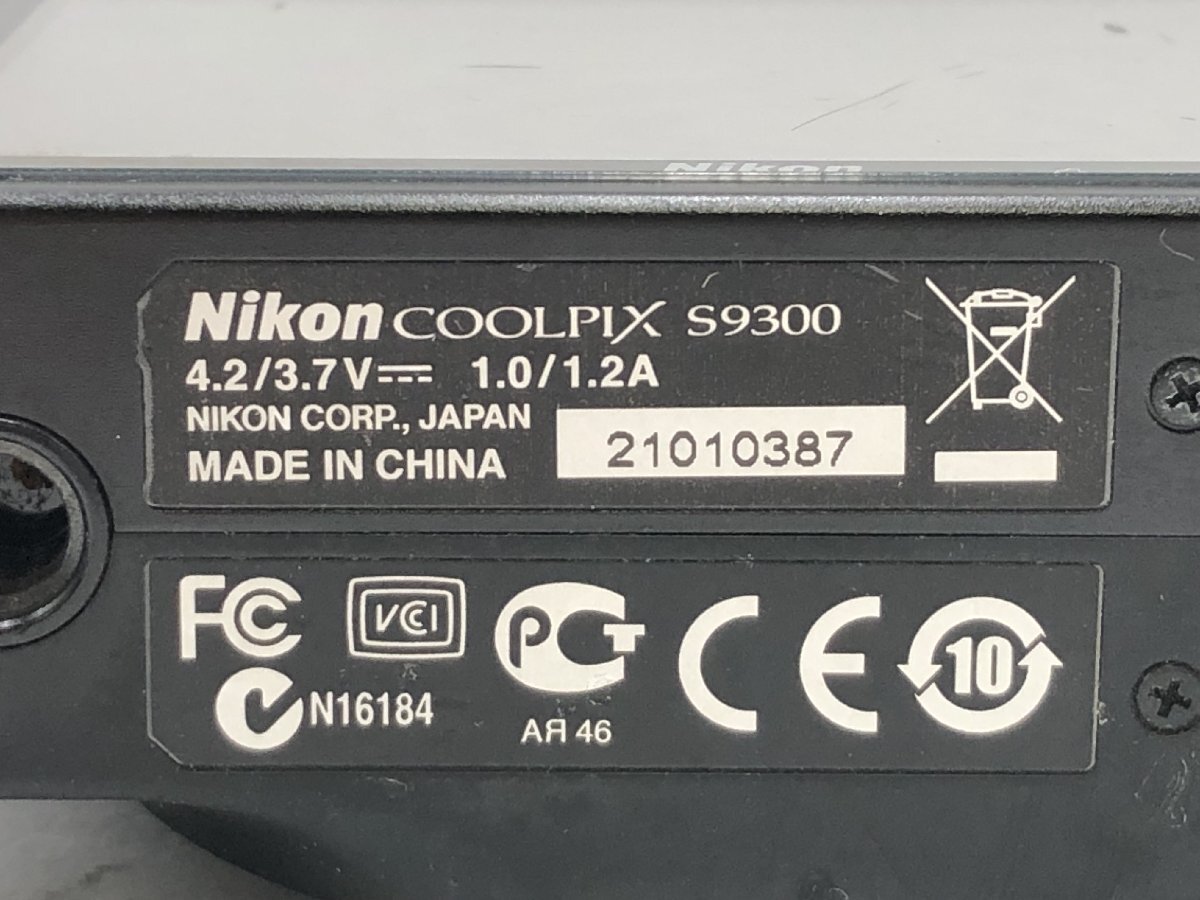 Nikon
Nikon COOLPIX S9300
4.2/3.7V⎓ 1.0/1.2A
NIKON CORP., JAPAN
MADE IN CHINA
21010387
FC VCI РСТ CE 10
N16184
АЯ 46